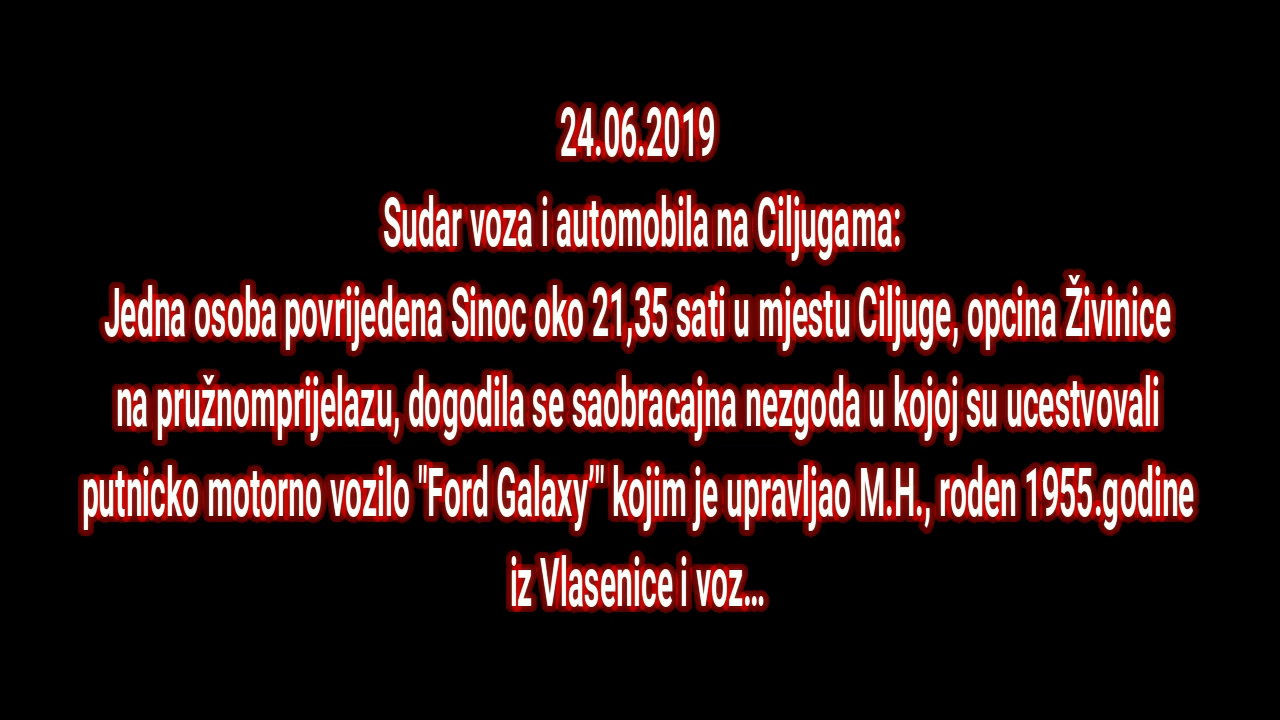 24.06.2019
Sudar voza i automobila na Ciljugama:
Jedna osoba povrijedena Sinoc oko 21,35 sati u mjestu Ciljuge, opcina Živinice
na pružnomprijelazu, dogodila se saobracajna nezgoda u kojoj su ucestvovali
putnicko motorno vozilo "Ford Galaxy’" kojim je upravljao M.H., roden 1955.godine
iz Vlasenice i voz...